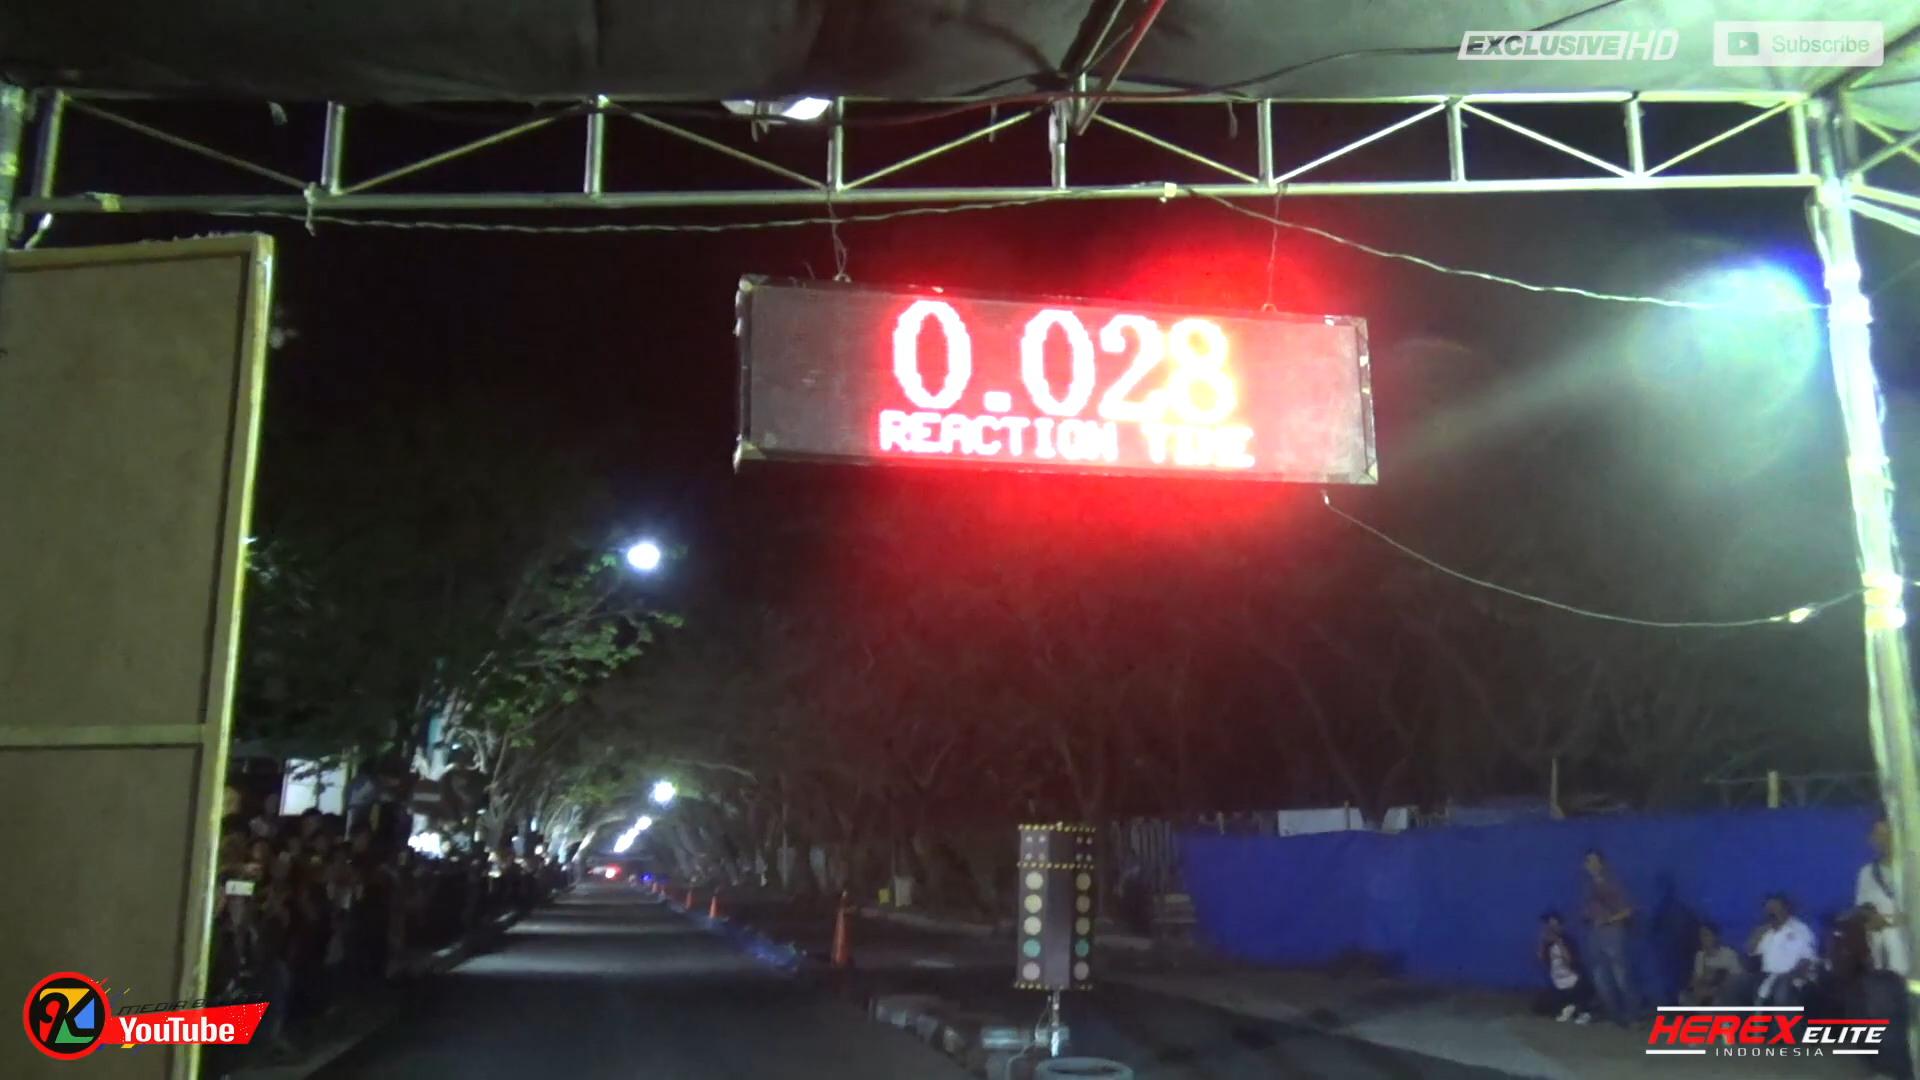 EXCLUSIVE HD
Subscribe
0.028
REACTION TIME
YouTube
HEREX ELITE
INDONESIA